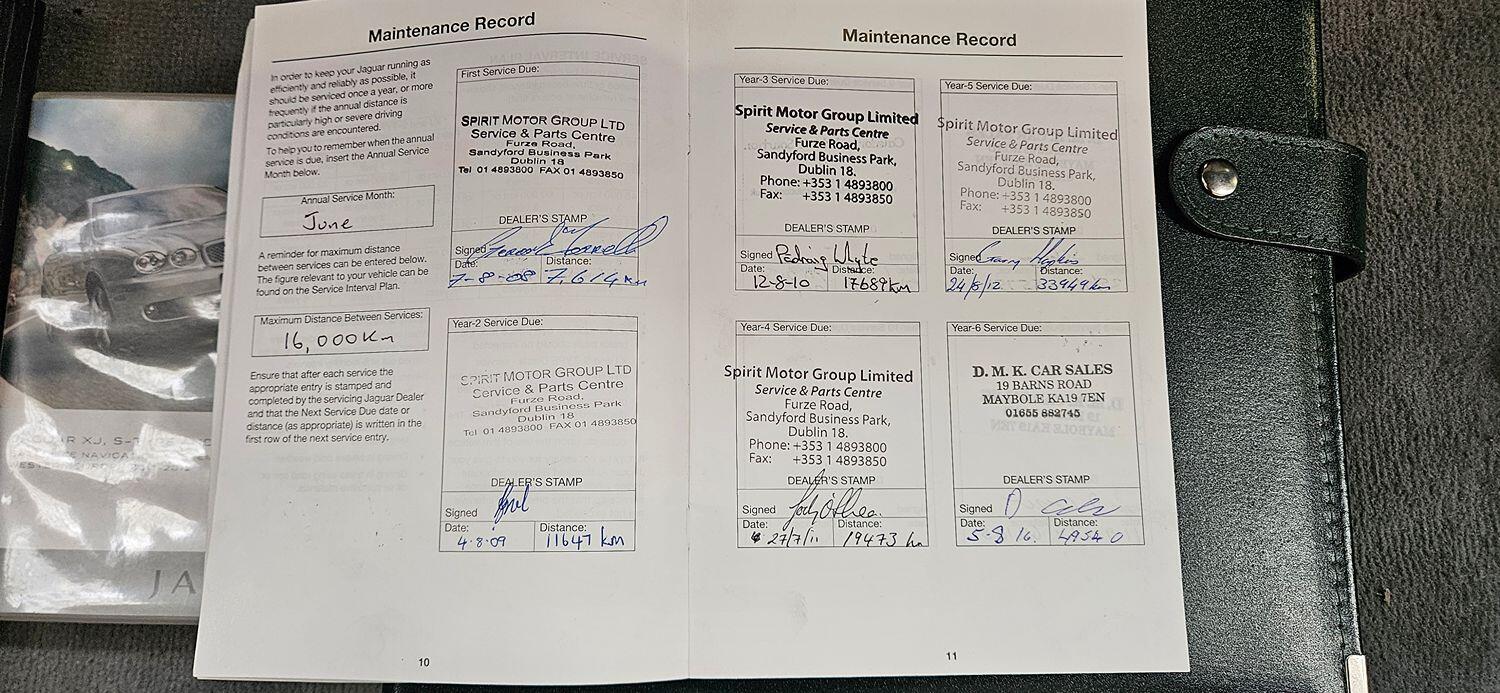 Maintenance Record
In order to keep your Jaguar running as
efficiently and reliably as possible, it
should be serviced once a year, or more
frequently if the annual distance is
particularly high or severe driving
conditions are encountered.
To help you to remember when the annual
service is due, insert the Annual Service
Month below.
Annual Service Month:
June
A reminder for maximum distance
between services can be entered below.
The figure relevant to your vehicle can be
found on the Service Interval Plan.
Maximum Distance Between Services:
16,000Km
Ensure that after each service the
appropriate entry is stamped and
completed by the servicing Jaguar Dealer
and that the Next Service Due date or
distance (as appropriate) is written in the
first row of the next service entry.
First Service Due:
SPIRIT MOTOR GROUP LTD
Service & Parts Centre
Furze Road,
Sandyford Business Park
Dublin 18
Tel 01 4893800 FAX 01 4893850
DEALER'S STAMP
Signed
Date: Distance:
7-8-08 7,614 km
Year-2 Service Due:
SPIRIT MOTOR GROUP LTD
Service & Parts Centre
Furze Road,
Sandyford Business Park
Dublin 18
Tel 01 4893800 FAX 01 4893850
DEALER'S STAMP
Signed
Date: Distance:
4.8.09 11647 km
10
Maintenance Record
Year-3 Service Due:
Spirit Motor Group Limited
Service & Parts Centre
Furze Road,
Sandyford Business Park,
Dublin 18.
Phone: +353 1 4893800
Fax: +353 1 4893850
DEALER'S STAMP
Signed Padraig Whyte
Date: Distance:
12-8-10 17689km
Year-4 Service Due:
Spirit Motor Group Limited
Service & Parts Centre
Furze Road,
Sandyford Business Park,
Dublin 18.
Phone: +353 1 4893800
Fax: +353 1 4893850
DEALER'S STAMP
Signed
Date: Distance:
27/7/11 19473 km
Year-5 Service Due:
Spirit Motor Group Limited
Service & Parts Centre
Furze Road,
Sandyford Business Park,
Dublin 18.
Phone: +353 1 4893800
Fax: +353 1 4893850
DEALER'S STAMP
Signed Garry Hopkins
Date: Distance:
24/8/12 33949km
Year-6 Service Due:
D. M. K. CAR SALES
19 BARNS ROAD
MAYBOLE KA19 7EN
01655 882745
DEALER'S STAMP
Signed
Date: Distance:
5-8 16. 49540
11
JA